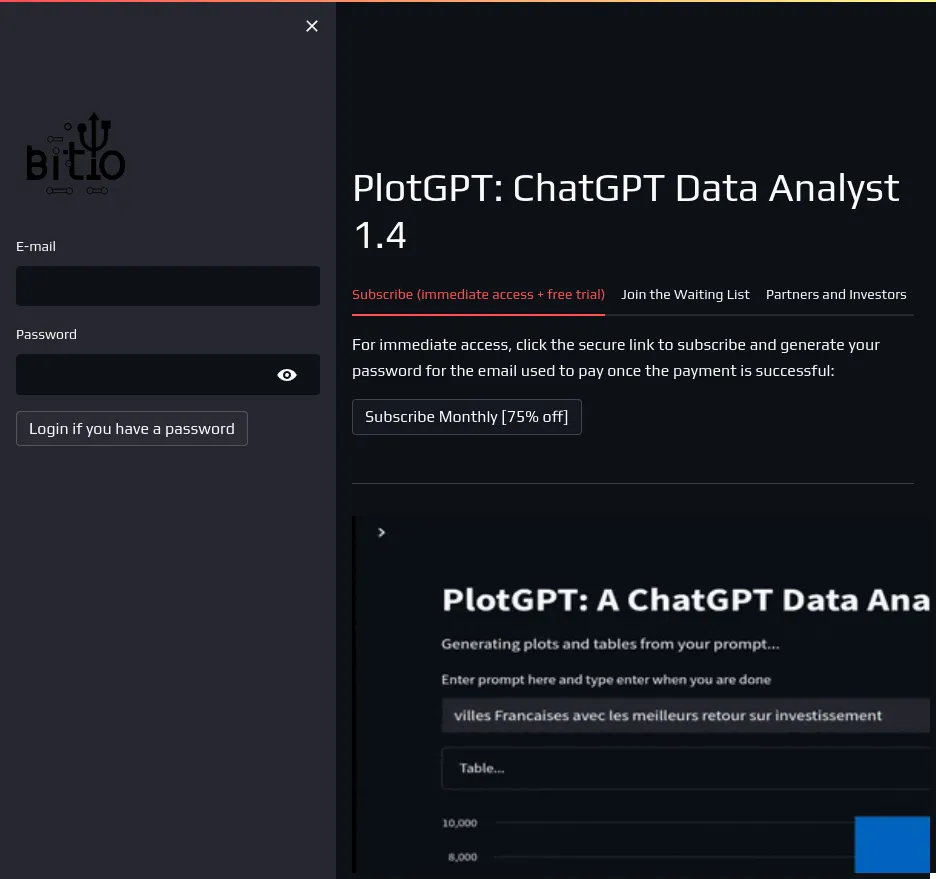 bitio
E-mail
Password
Login if you have a password
PlotGPT: ChatGPT Data Analyst
1.4
Subscribe (immediate access + free trial)
Join the Waiting List
Partners and Investors
For immediate access, click the secure link to subscribe and generate your
password for the email used to pay once the payment is successful:
Subscribe Monthly [75% off]
PlotGPT: A ChatGPT Data Ana
Generating plots and tables from your prompt...
Enter prompt here and type enter when you are done
villes Francaises avec les meilleurs retour sur investissement
Table...
10,000
8,000